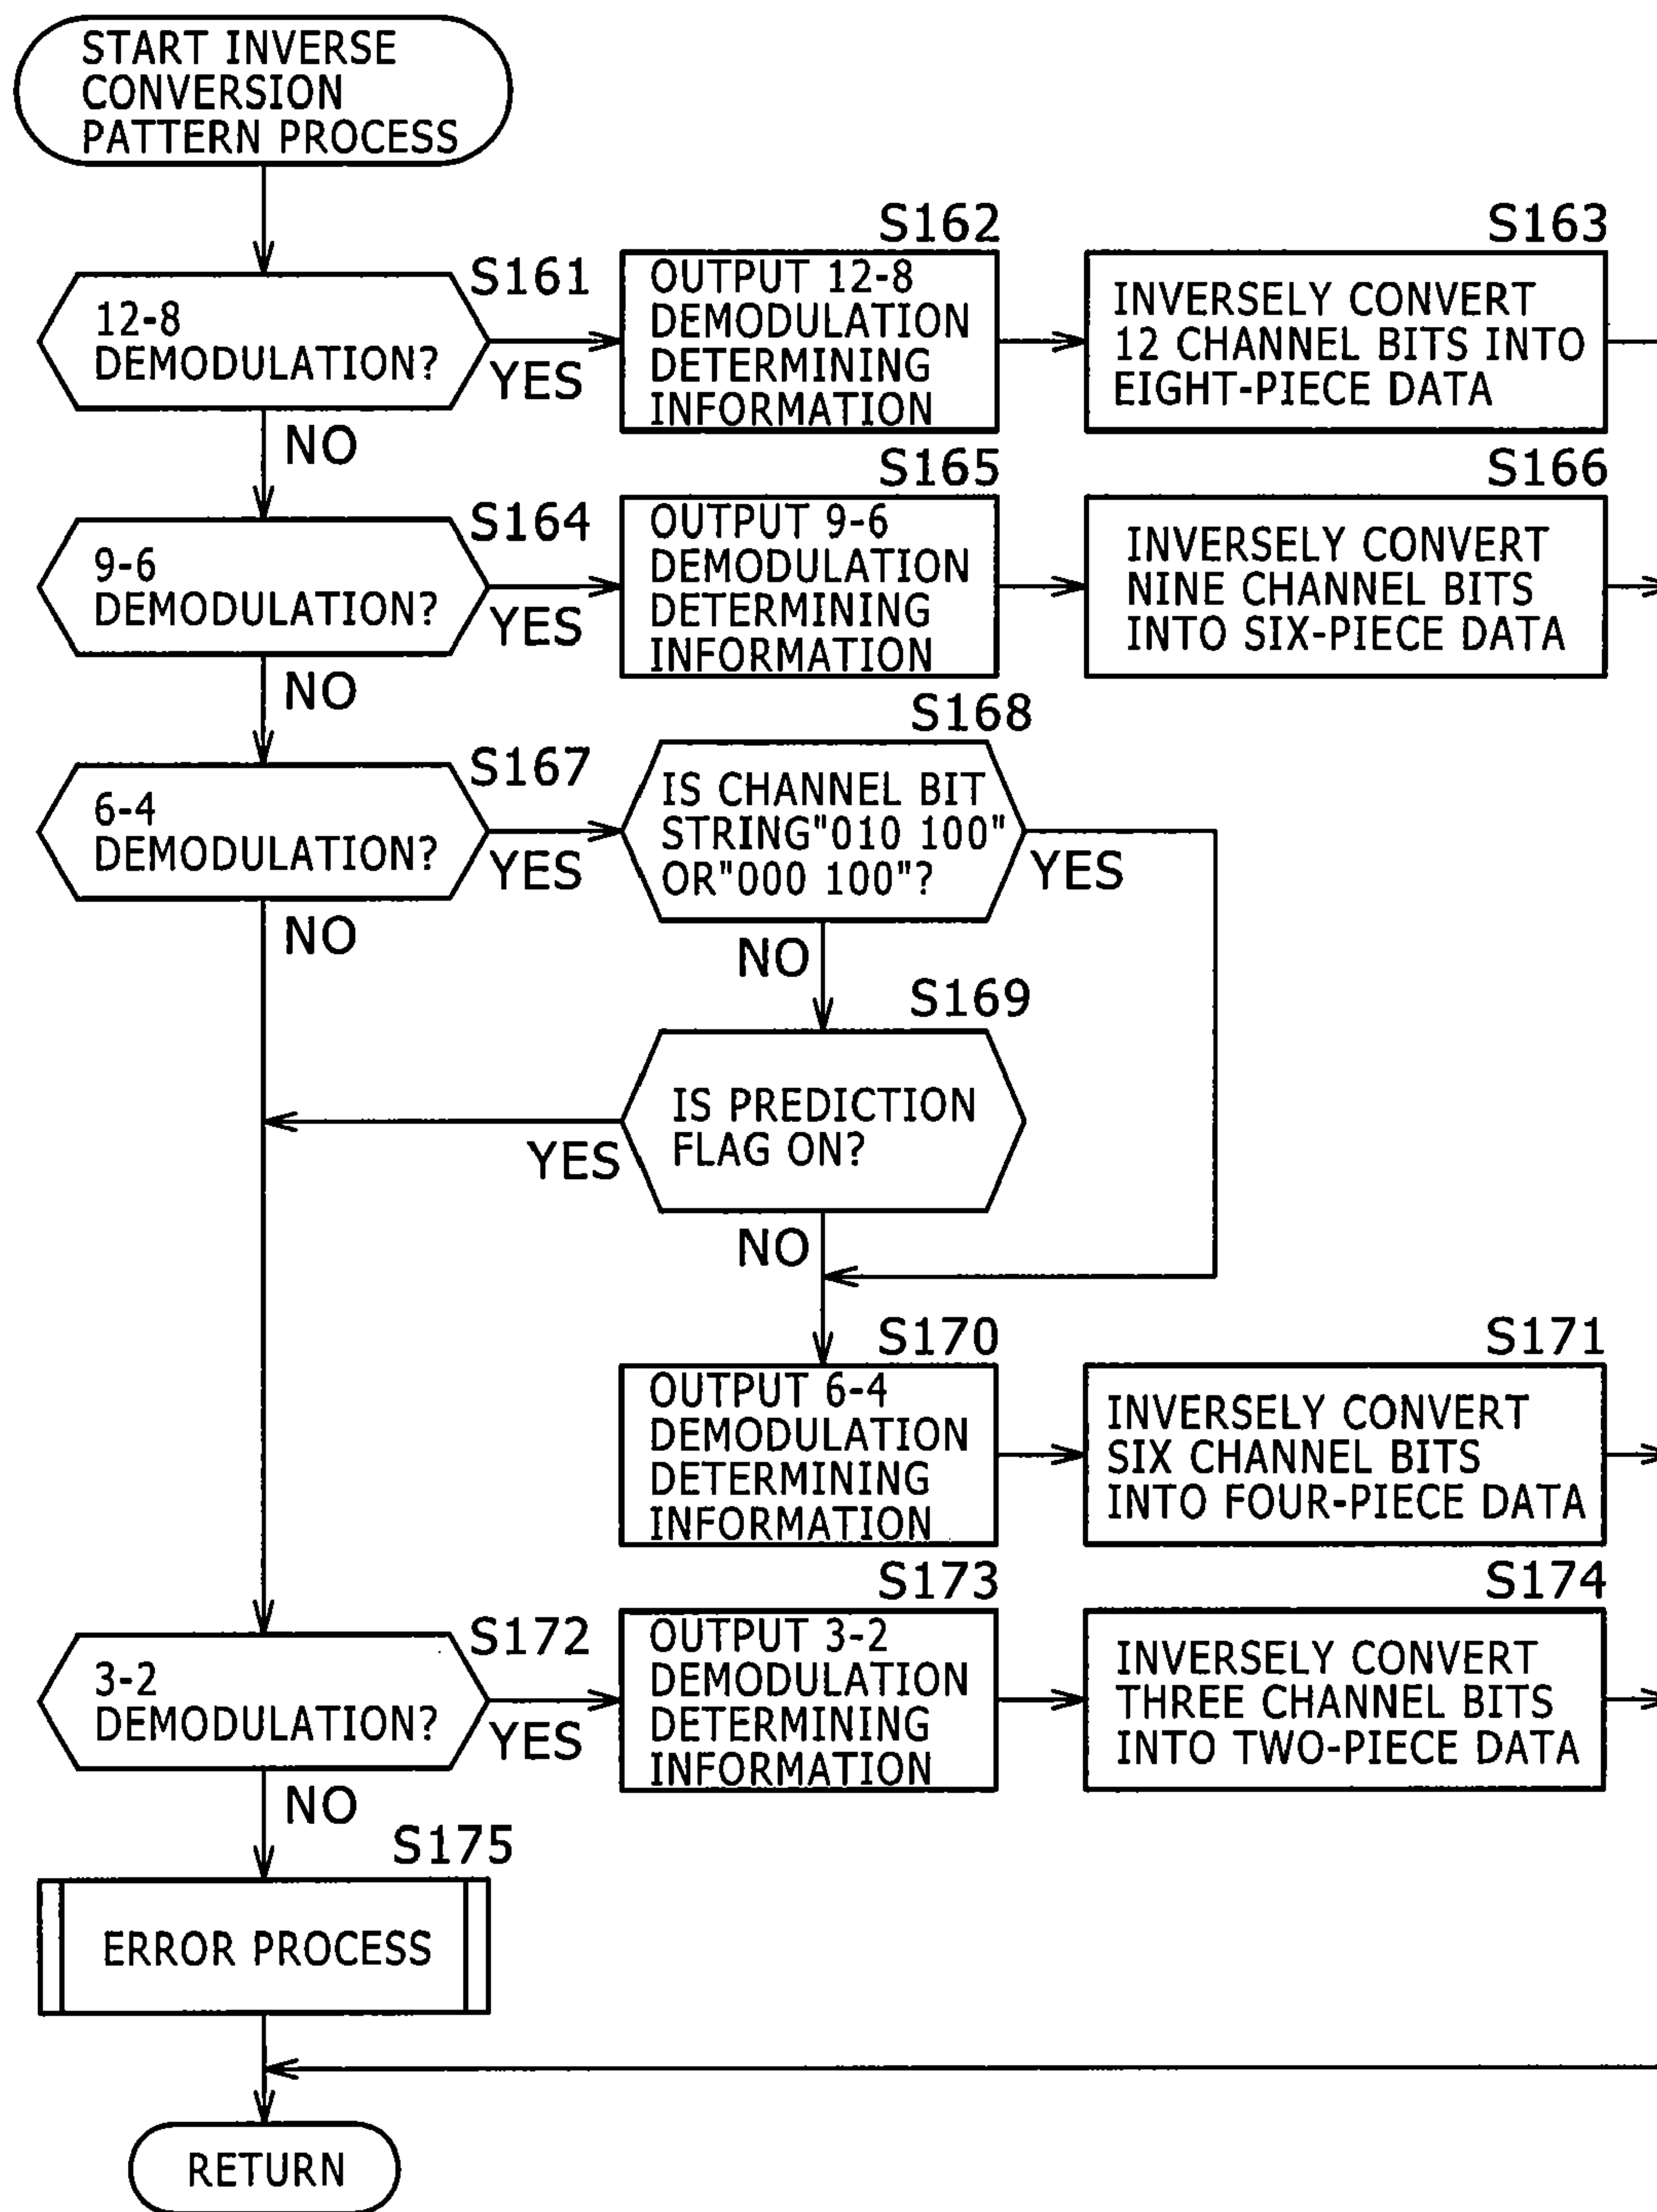 START INVERSE
CONVERSION
PATTERN PROCESS
S161
12-8
DEMODULATION?
YES
NO
S162
OUTPUT 12-8
DEMODULATION
DETERMINING
INFORMATION
S163
INVERSELY CONVERT
12 CHANNEL BITS INTO
EIGHT-PIECE DATA
S164
9-6
DEMODULATION?
YES
NO
S165
OUTPUT 9-6
DEMODULATION
DETERMINING
INFORMATION
S166
INVERSELY CONVERT
NINE CHANNEL BITS
INTO SIX-PIECE DATA
S167
6-4
DEMODULATION?
YES
NO
S168
IS CHANNEL BIT
STRING"010 100"
OR"000 100"?
YES
NO
S169
IS PREDICTION
FLAG ON?
YES
NO
S170
OUTPUT 6-4
DEMODULATION
DETERMINING
INFORMATION
S171
INVERSELY CONVERT
SIX CHANNEL BITS
INTO FOUR-PIECE DATA
S172
3-2
DEMODULATION?
YES
NO
S173
OUTPUT 3-2
DEMODULATION
DETERMINING
INFORMATION
S174
INVERSELY CONVERT
THREE CHANNEL BITS
INTO TWO-PIECE DATA
S175
ERROR PROCESS
RETURN